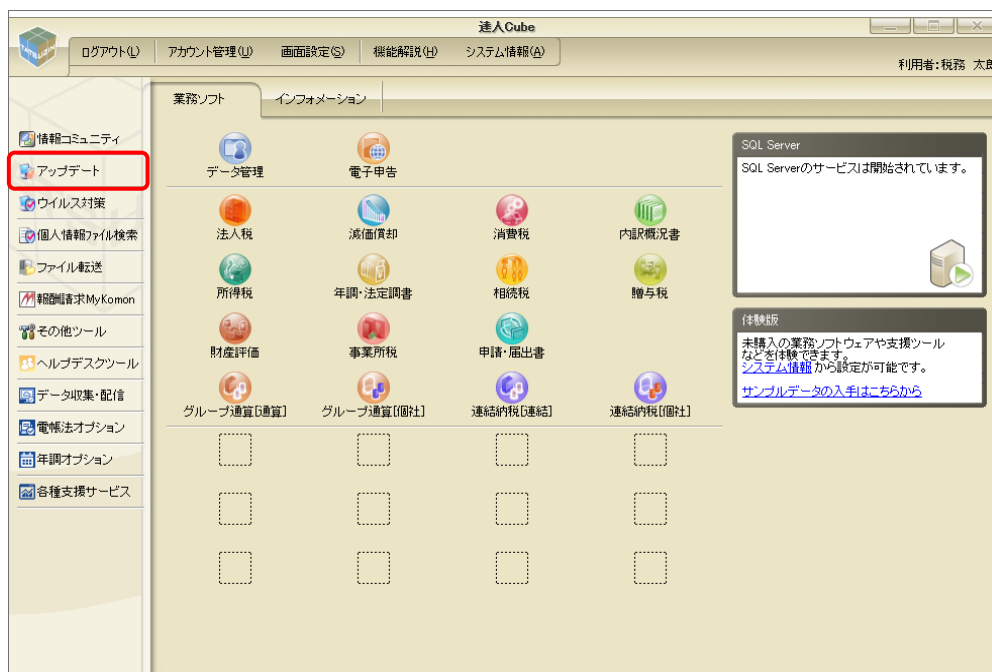 達人Cube
ログアウト(L) アカウント管理(U) 画面設定(S) 機能解説(H) システム情報(A)
利用者:税務 太郎
業務ソフト インフォメーション
情報コミュニティ
アップデート
ウイルス対策
個人情報ファイル検索
ファイル転送
報酬請求MyKomon
その他ツール
ヘルプデスクツール
データ収集・配信
電帳法オプション
年調オプション
各種支援サービス
データ管理 電子申告
法人税 減価償却 消費税 内訳概況書
所得税 年調・法定調書 相続税 贈与税
財産評価 事業所税 申請・届出書
グループ通算[通算] グループ通算[個社] 連結納税[連結] 連結納税[個社]
SQL Server
SQL Serverのサービスは開始されています。
体験版
未購入の業務ソフトウェアや支援ツール
などを体験できます。
システム情報 から設定が可能です。
サンプルデータの入手はこちらから